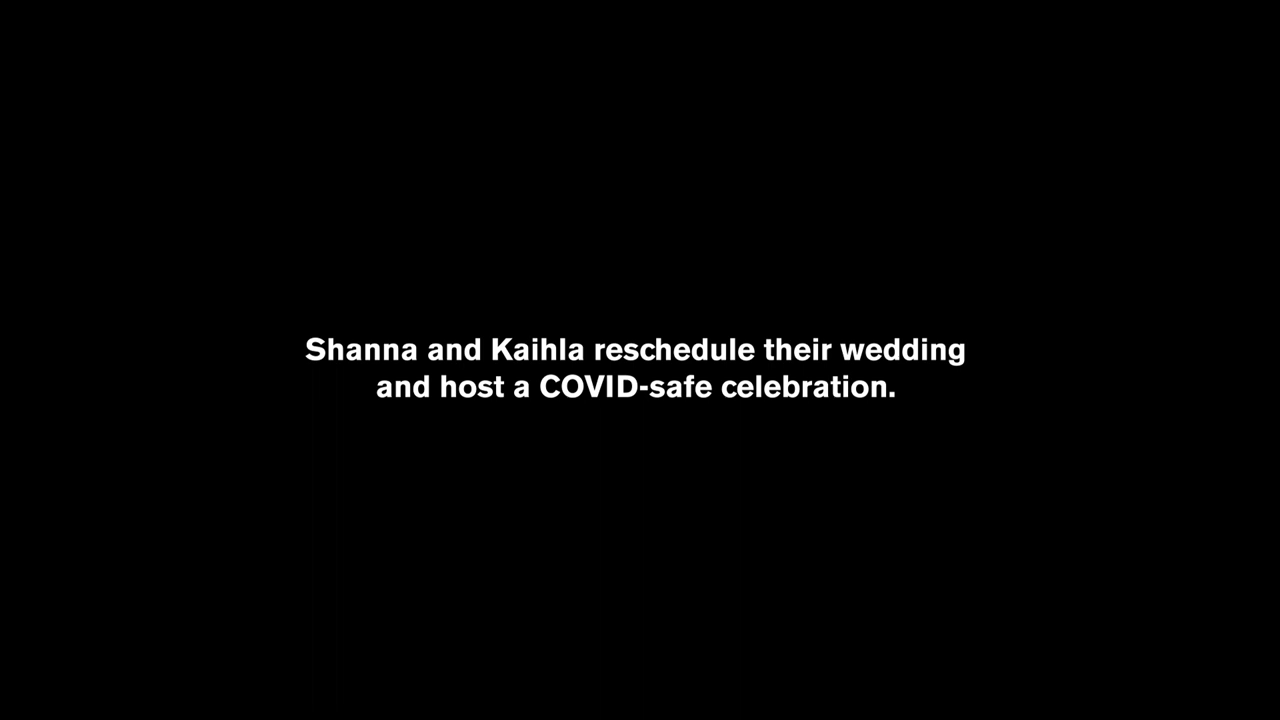 Shanna and Kaihla reschedule their wedding
and host a COVID-safe celebration.